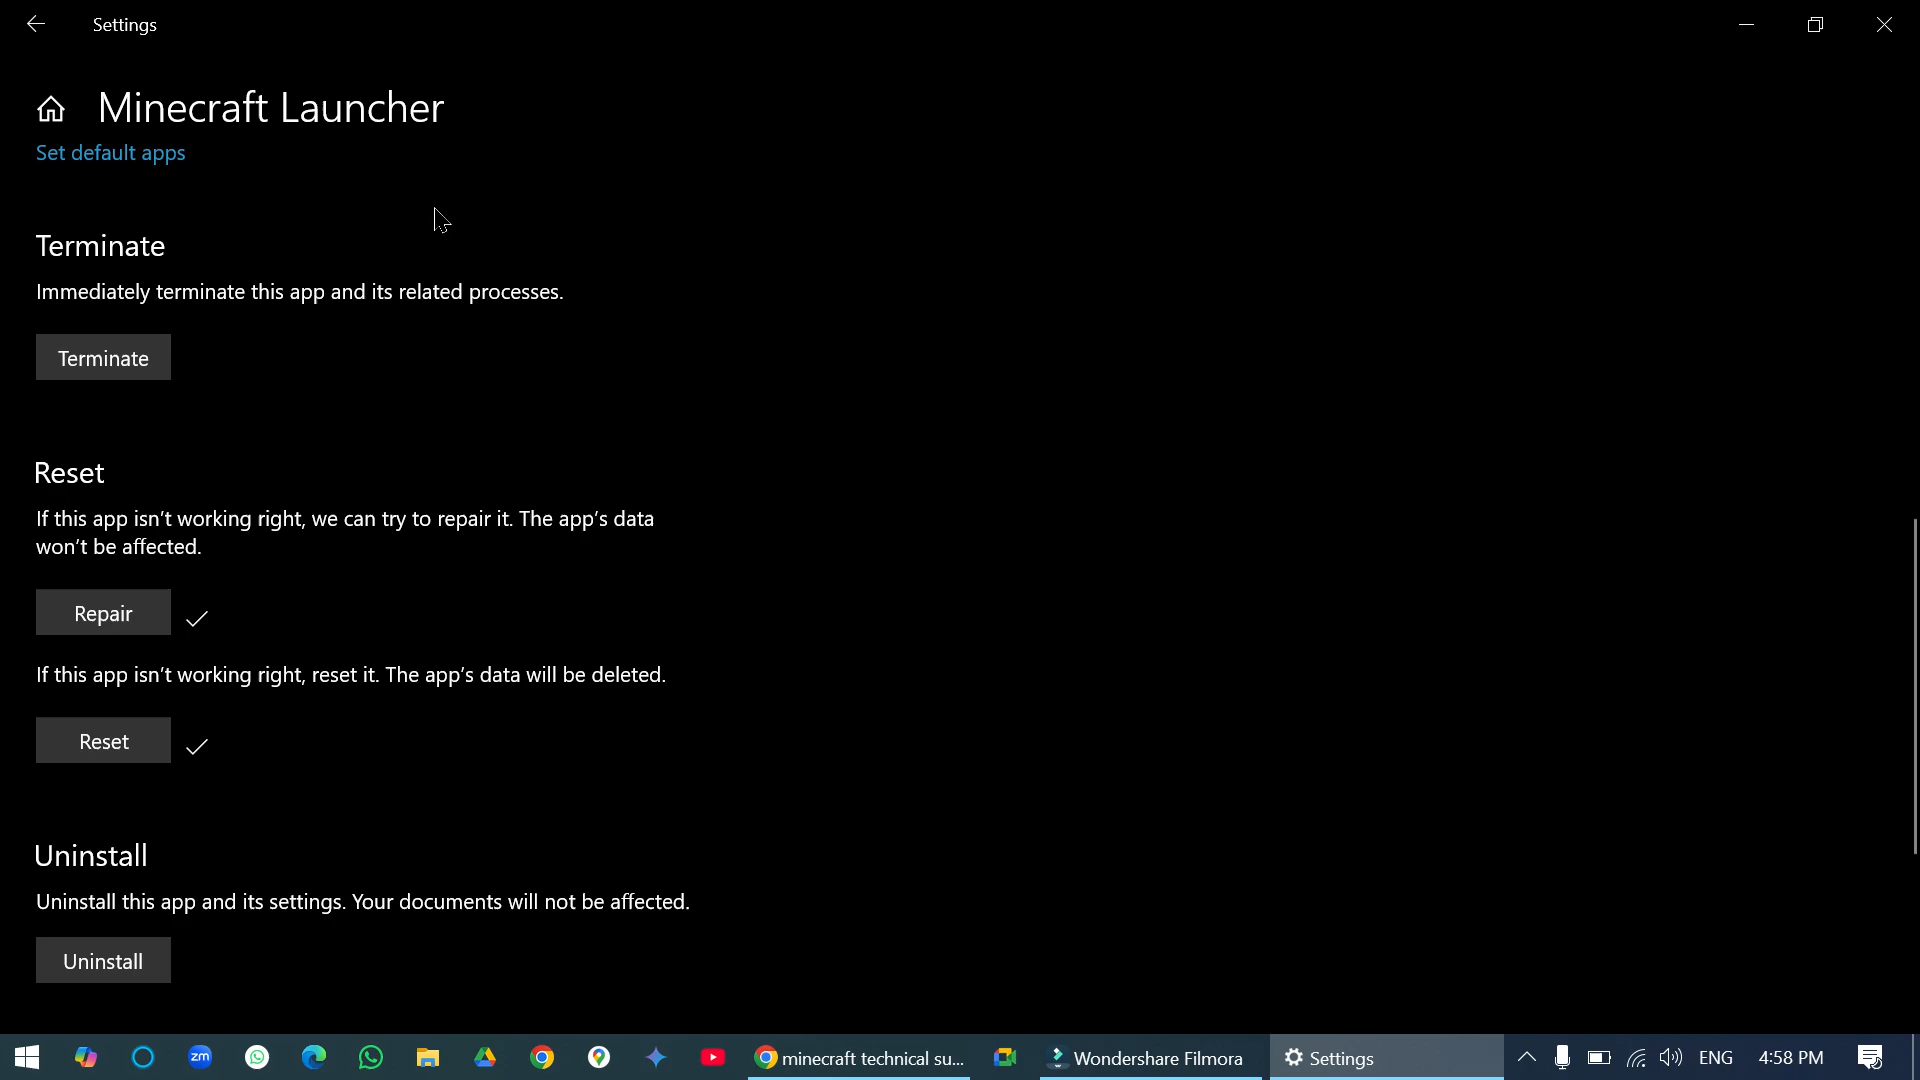 Settings
Minecraft Launcher
Set default apps
Terminate
Immediately terminate this app and its related processes.
Terminate
Reset
If this app isn't working right, we can try to repair it. The app's data
won't be affected.
Repair
If this app isn't working right, reset it. The app's data will be deleted.
Reset
Uninstall
Uninstall this app and its settings. Your documents will not be affected.
Uninstall
zm
minecraft technical su...
Wondershare Filmora
Settings
ENG
4:58 PM